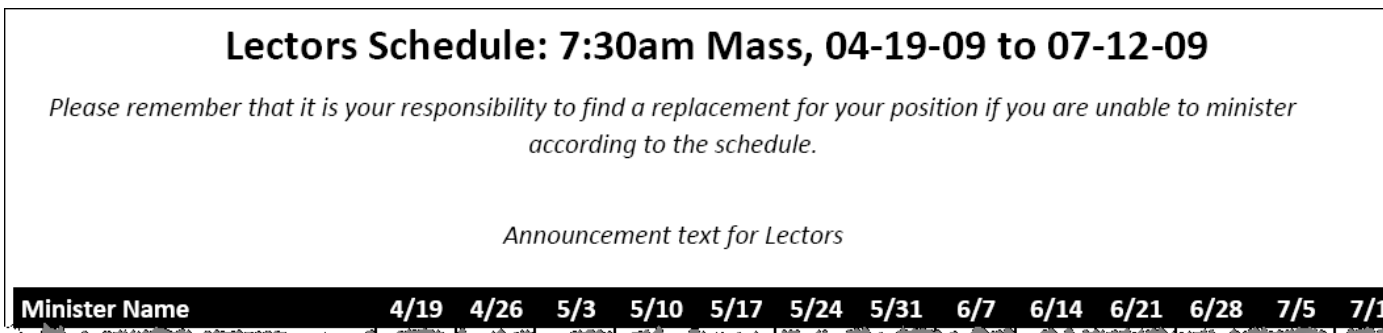 Lectors Schedule: 7:30am Mass, 04-19-09 to 07-12-09
Please remember that it is your responsibility to find a replacement for your position if you are unable to minister
according to the schedule.
Announcement text for Lectors
Minister Name 4/19 4/26 5/3 5/10 5/17 5/24 5/31 6/7 6/14 6/21 6/28 7/5